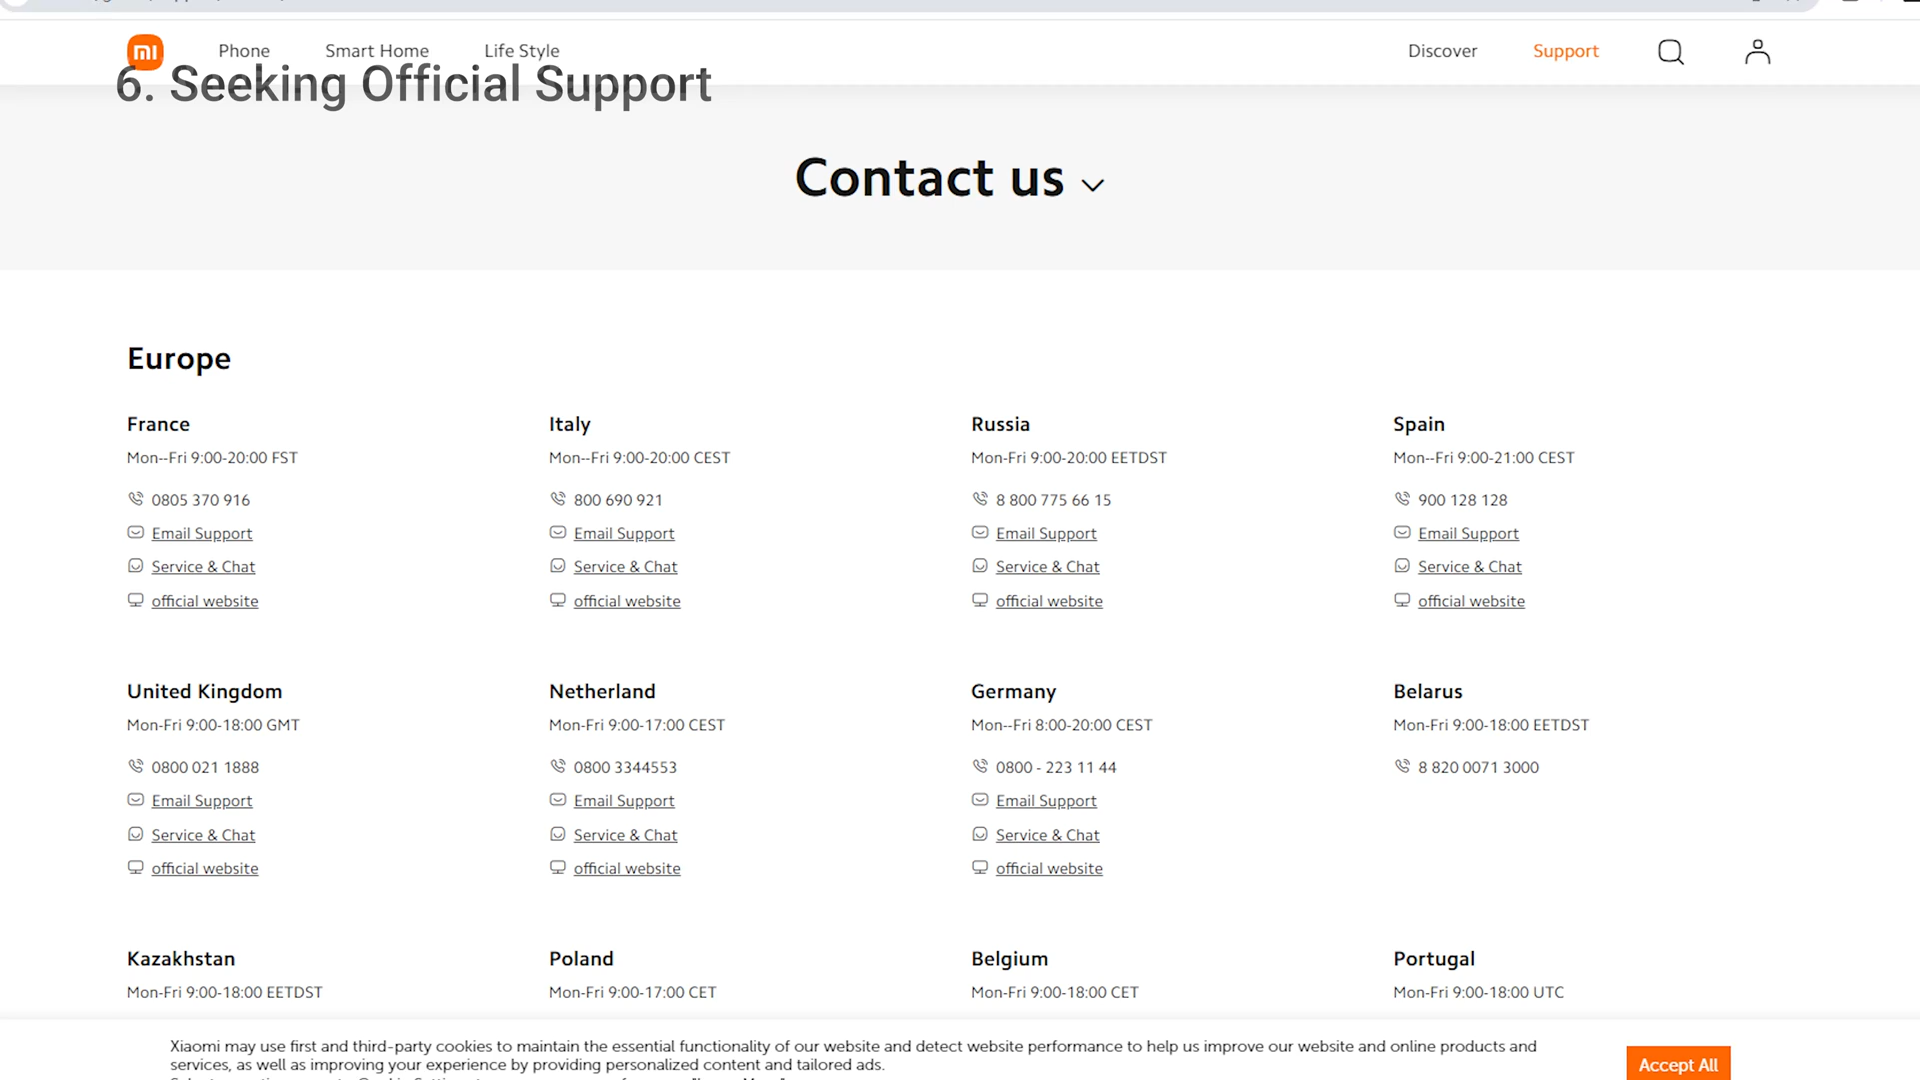 mi
Phone Smart Home Life Style Discover Support
6. Seeking Official Support
Contact us
Europe
France Italy Russia Spain
Mon--Fri 9:00-20:00 FST Mon--Fri 9:00-20:00 CEST Mon-Fri 9:00-20:00 EETDST Mon--Fri 9:00-21:00 CEST
0805 370 916 800 690 921 8 800 775 66 15 900 128 128
Email Support Email Support Email Support Email Support
Service & Chat Service & Chat Service & Chat Service & Chat
official website official website official website official website
United Kingdom Netherland Germany Belarus
Mon-Fri 9:00-18:00 GMT Mon-Fri 9:00-17:00 CEST Mon--Fri 8:00-20:00 CEST Mon-Fri 9:00-18:00 EETDST
0800 021 1888 0800 3344553 0800 - 223 11 44 8 820 0071 3000
Email Support Email Support Email Support
Service & Chat Service & Chat Service & Chat
official website official website official website
Kazakhstan Poland Belgium Portugal
Mon-Fri 9:00-18:00 EETDST Mon-Fri 9:00-17:00 CET Mon-Fri 9:00-18:00 CET Mon-Fri 9:00-18:00 UTC
Xiaomi may use first and third-party cookies to maintain the essential functionality of our website and detect website performance to help us improve our website and online products and
services, as well as improving your experience by providing personalized content and tailored ads.
Accept All